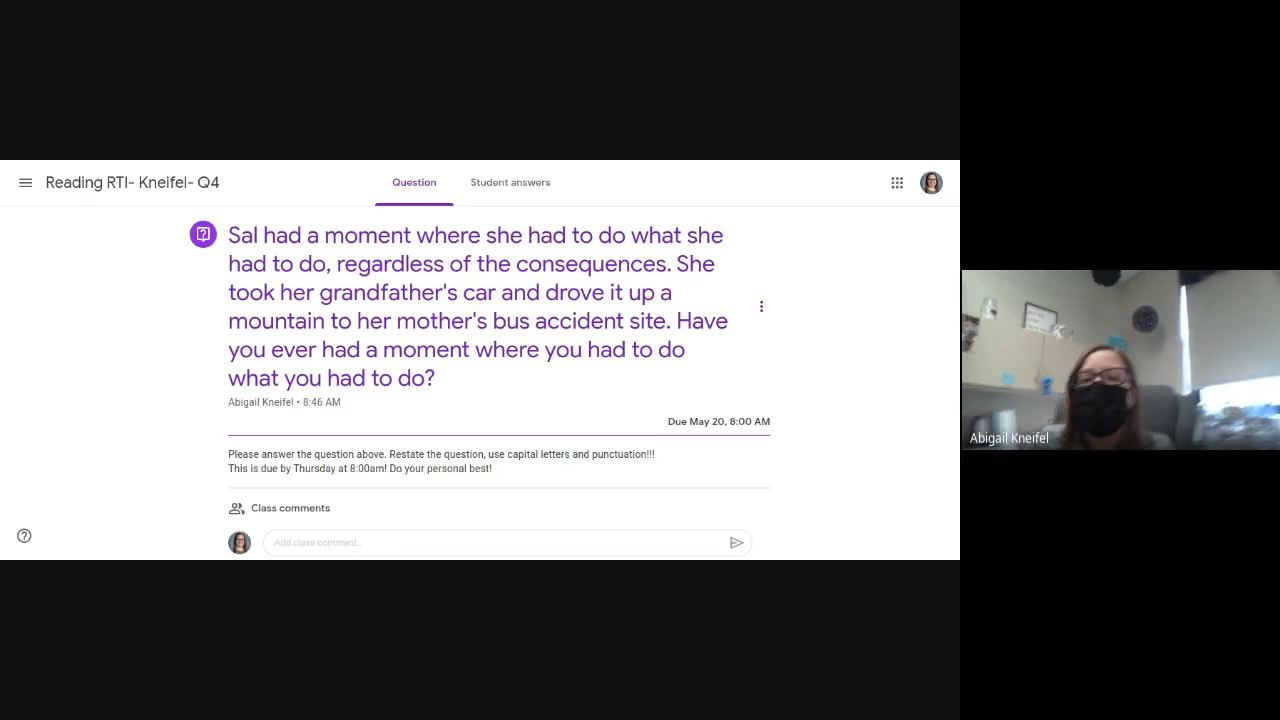 Reading RTI- Kneifel- Q4
Question
Student answers
Sal had a moment where she had to do what she
had to do, regardless of the consequences. She
took her grandfather's car and drove it up a
mountain to her mother's bus accident site. Have
you ever had a moment where you had to do
what you had to do?
Abigail Kneifel • 8:46 AM
Due May 20, 8:00 AM
Please answer the question above. Restate the question, use capital letters and punctuation!!!
This is due by Thursday at 8:00am! Do your personal best!
Class comments
Add class comment...
Abigail Kneifel